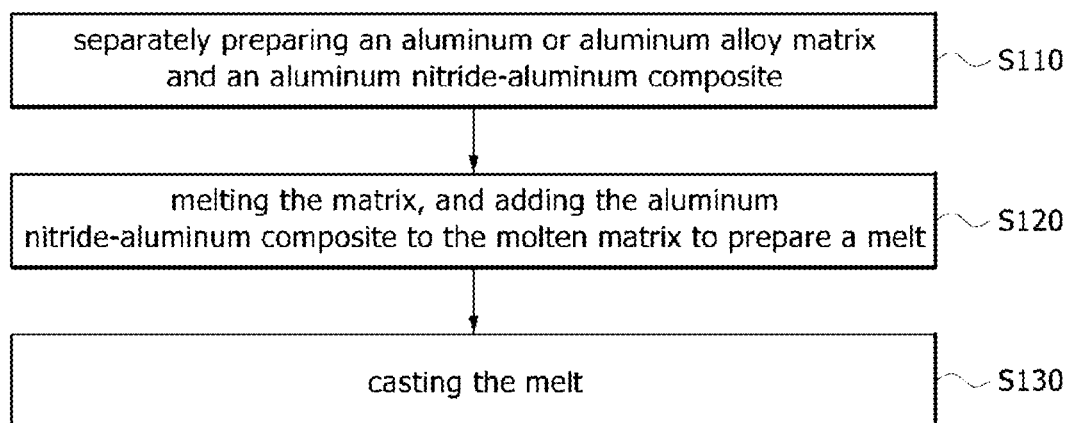 separately preparing an aluminum or aluminum alloy matrix
and an aluminum nitride-aluminum composite
S110
melting the matrix, and adding the aluminum
nitride-aluminum composite to the molten matrix to prepare a melt
S120
casting the melt
S130